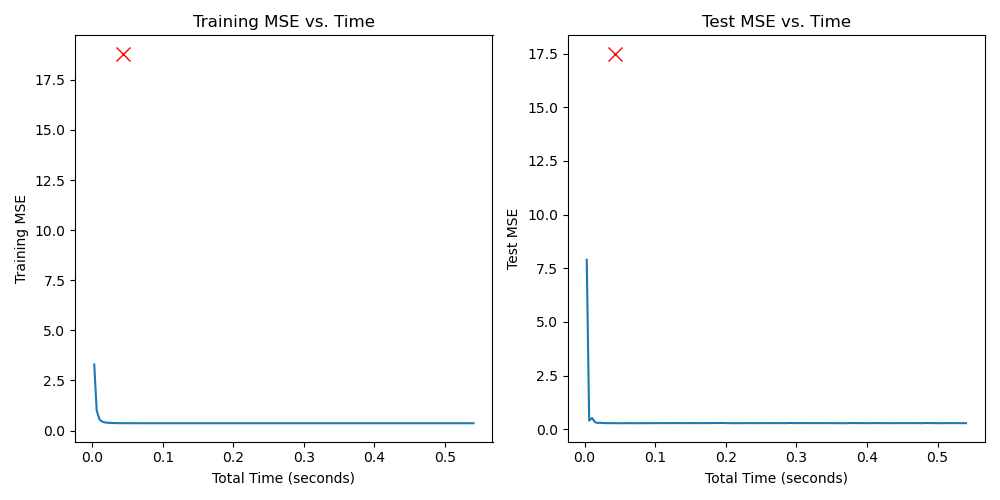 Training MSE vs. Time
Training MSE
17.5
15.0
12.5
10.0
7.5
5.0
2.5
0.0
0.0 0.1 0.2 0.3 0.4 0.5
Total Time (seconds)
Test MSE vs. Time
Test MSE
17.5
15.0
12.5
10.0
7.5
5.0
2.5
0.0
0.0 0.1 0.2 0.3 0.4 0.5
Total Time (seconds)